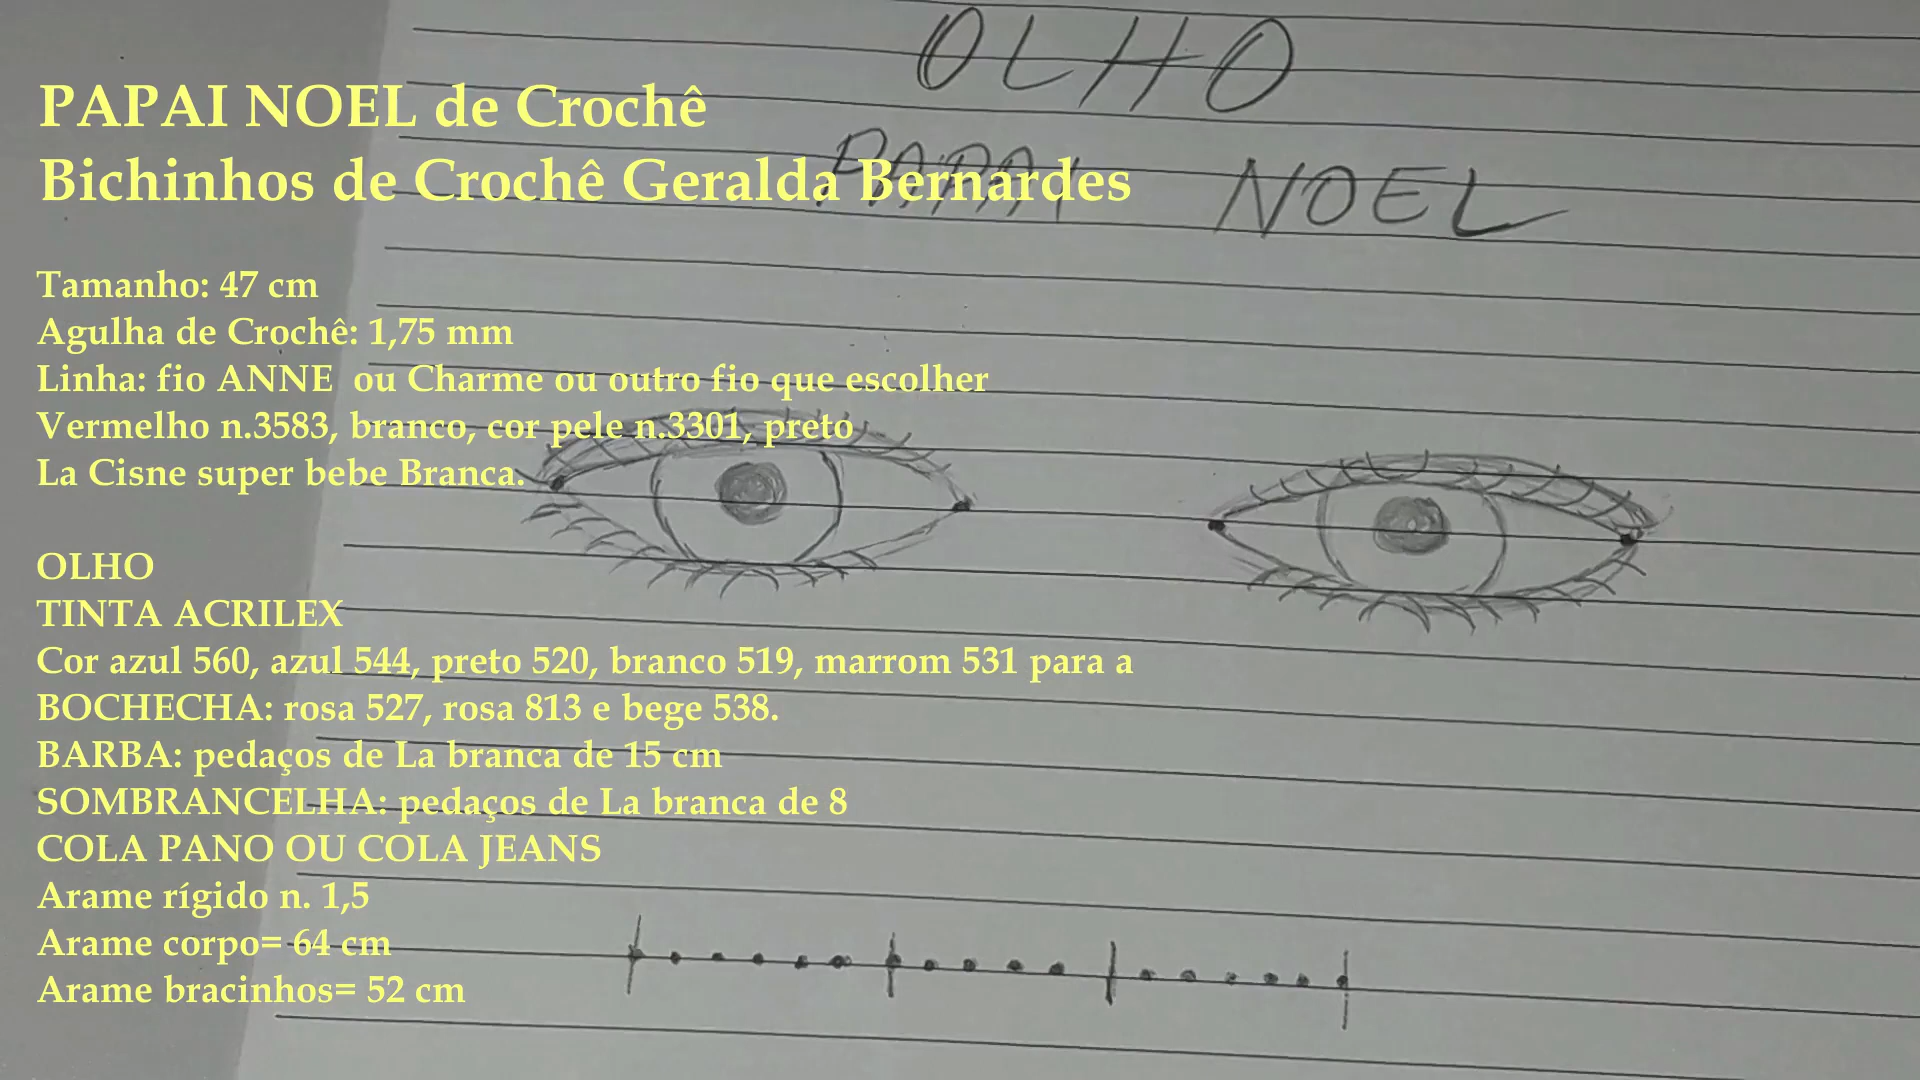 OLHO
PAPAI NOEL
PAPAI NOEL de Crochê
Bichinhos de Crochê Geralda Bernardes
Tamanho: 47 cm
Agulha de Crochê: 1,75 mm
Linha: fio ANNE ou Charme ou outro fio que escolher
Vermelho n.3583, branco, cor pele n.3301, preto
La Cisne super bebe Branca.
OLHO
TINTA ACRILEX
Cor azul 560, azul 544, preto 520, branco 519, marrom 531 para a
BOCHECHA: rosa 527, rosa 813 e bege 538.
BARBA: pedaços de La branca de 15 cm
SOMBRANCELHA: pedaços de La branca de 8
COLA PANO OU COLA JEANS
Arame rígido n. 1,5
Arame corpo= 64 cm
Arame bracinhos= 52 cm